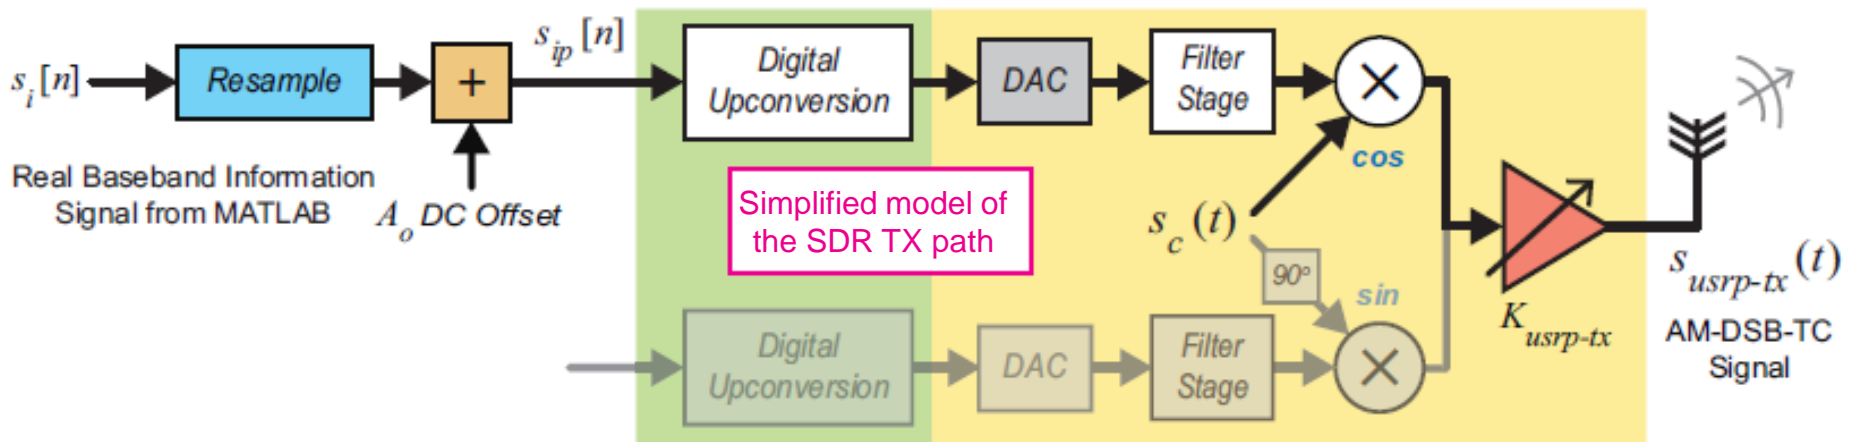 s_i[n]
Resample
+
s_ip[n]
Real Baseband Information
Signal from MATLAB
A_o DC Offset
Digital
Upconversion
DAC
Filter
Stage
×
cos
Simplified model of
the SDR TX path
s_c(t)
90°
sin
Digital
Upconversion
DAC
Filter
Stage
×
K_usrp-tx
s_usrp-tx(t)
AM-DSB-TC
Signal